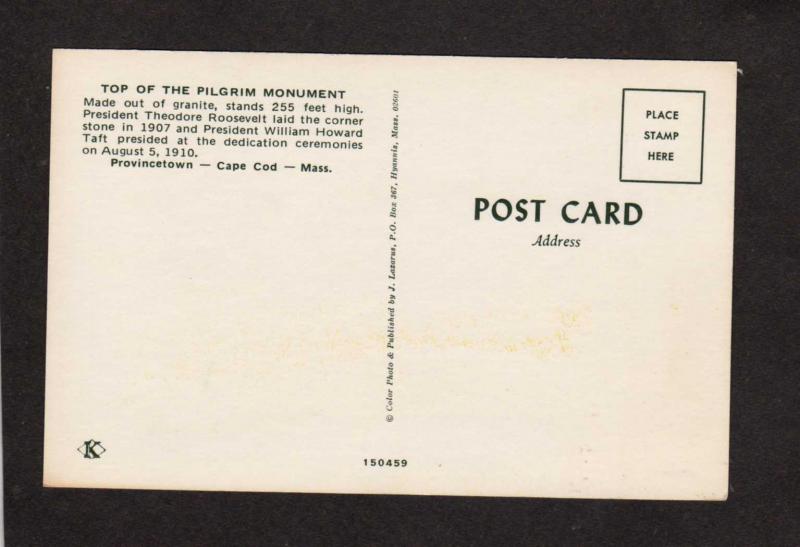 TOP OF THE PILGRIM MONUMENT
Made out of granite, stands 255 feet high.
President Theodore Roosevelt laid the corner
stone in 1907 and President William Howard
Taft presided at the dedication ceremonies
on August 5, 1910.
Provincetown — Cape Cod — Mass.
© Color Photo & Published by J. Lazarus, P.O. Box 367, Hyannis, Mass. 02601
PLACE
STAMP
HERE
POST CARD
Address
K
150459